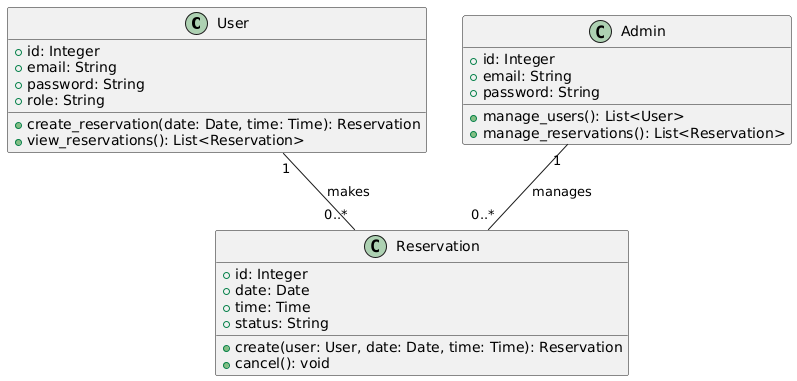 C User
+ id: Integer
+ email: String
+ password: String
+ role: String
+ create_reservation(date: Date, time: Time): Reservation
+ view_reservations(): List<Reservation>
C Admin
+ id: Integer
+ email: String
+ password: String
+ manage_users(): List<User>
+ manage_reservations(): List<Reservation>
1
makes
0..*
1
manages
0..*
C Reservation
+ id: Integer
+ date: Date
+ time: Time
+ status: String
+ create(user: User, date: Date, time: Time): Reservation
+ cancel(): void